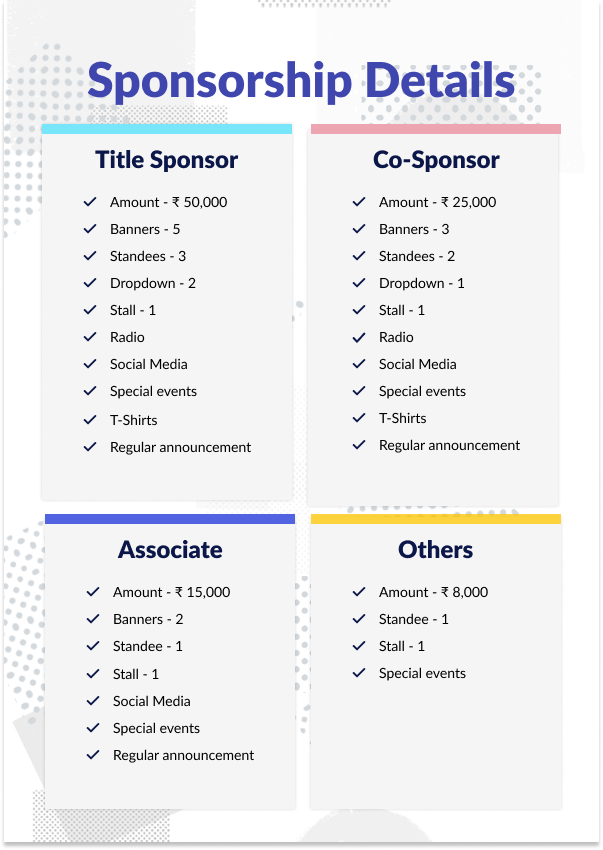 Sponsorship Details
Title Sponsor
Amount - ₹ 50,000
Banners - 5
Standees - 3
Dropdown - 2
Stall - 1
Radio
Social Media
Special events
T-Shirts
Regular announcement
Co-Sponsor
Amount - ₹ 25,000
Banners - 3
Standees - 2
Dropdown - 1
Stall - 1
Radio
Social Media
Special events
T-Shirts
Regular announcement
Associate
Amount - ₹ 15,000
Banners - 2
Standee - 1
Stall - 1
Social Media
Special events
Regular announcement
Others
Amount - ₹ 8,000
Standee - 1
Stall - 1
Special events